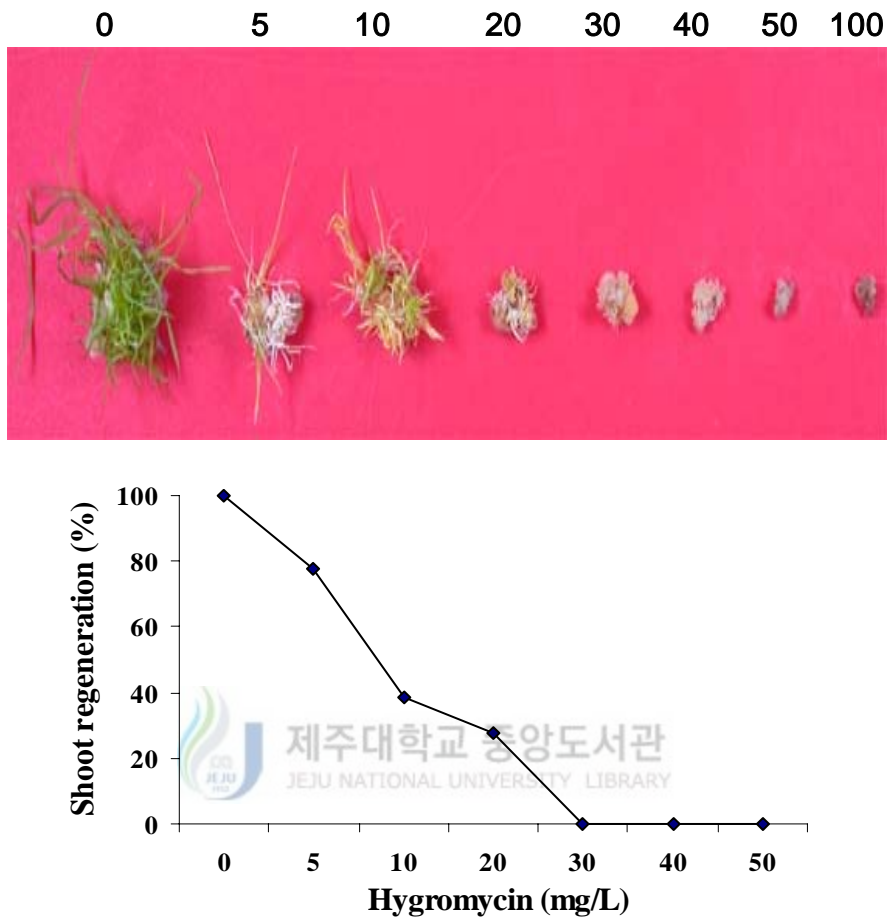 0 5 10 20 30 40 50 100
100
80
60
40
20
0
Shoot regeneration (%)
제주대학교 중앙도서관
JEJU NATIONAL UNIVERSITY LIBRARY
JEJU
1952
0 5 10 20 30 40 50
Hygromycin (mg/L)